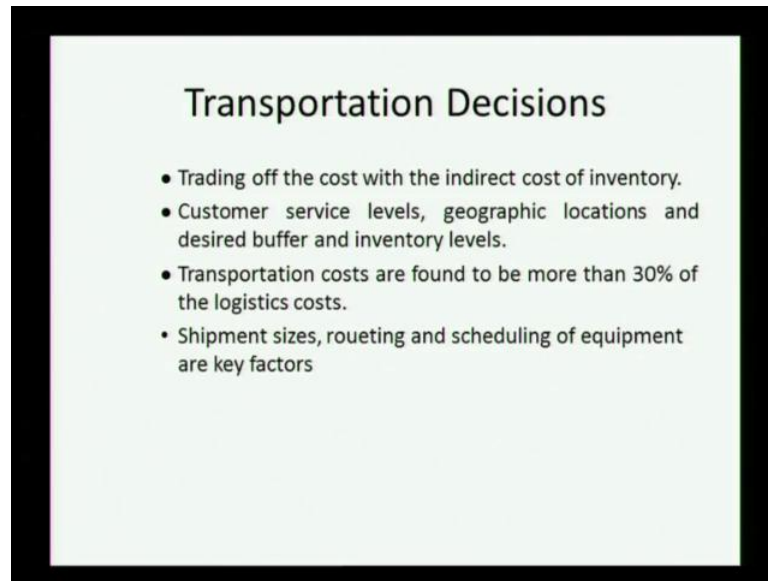 Transportation Decisions
• Trading off the cost with the indirect cost of inventory.
• Customer service levels, geographic locations and
desired buffer and inventory levels.
• Transportation costs are found to be more than 30% of
the logistics costs.
• Shipment sizes, roueting and scheduling of equipment
are key factors